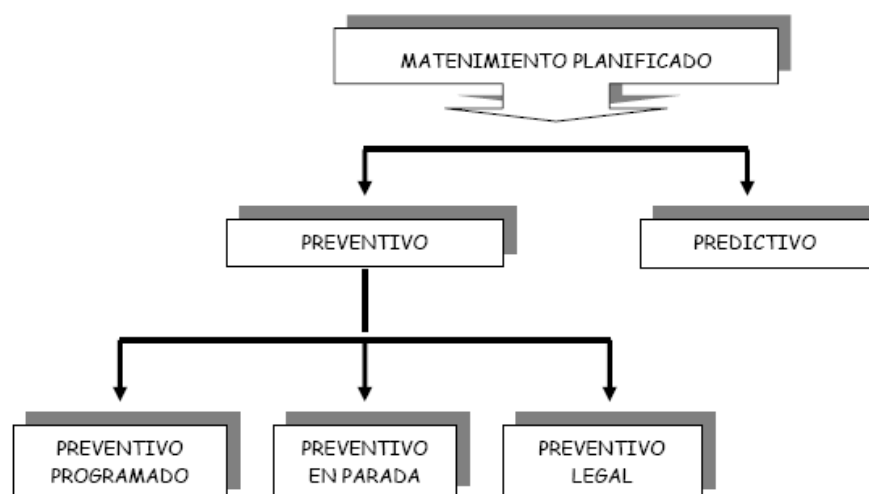 MATENIMIENTO PLANIFICADO
PREVENTIVO
PREDICTIVO
PREVENTIVO
PROGRAMADO
PREVENTIVO
EN PARADA
PREVENTIVO
LEGAL